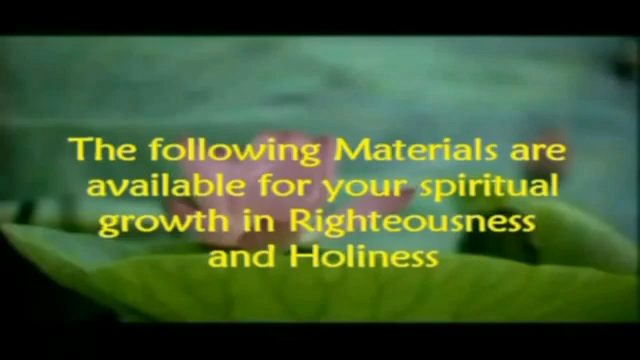 The following Materials are
available for your spiritual
growth in Righteousness
and Holiness